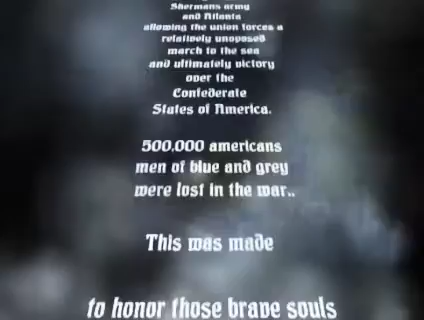 Shermans army
and Atlanta
allowing the union forces a
relatively unoposed
march to the sea
and ultimately victory
over the
Confederate
States of America.
500,000 americans
men of blue and grey
were lost in the war..
This was made
to honor those brave souls